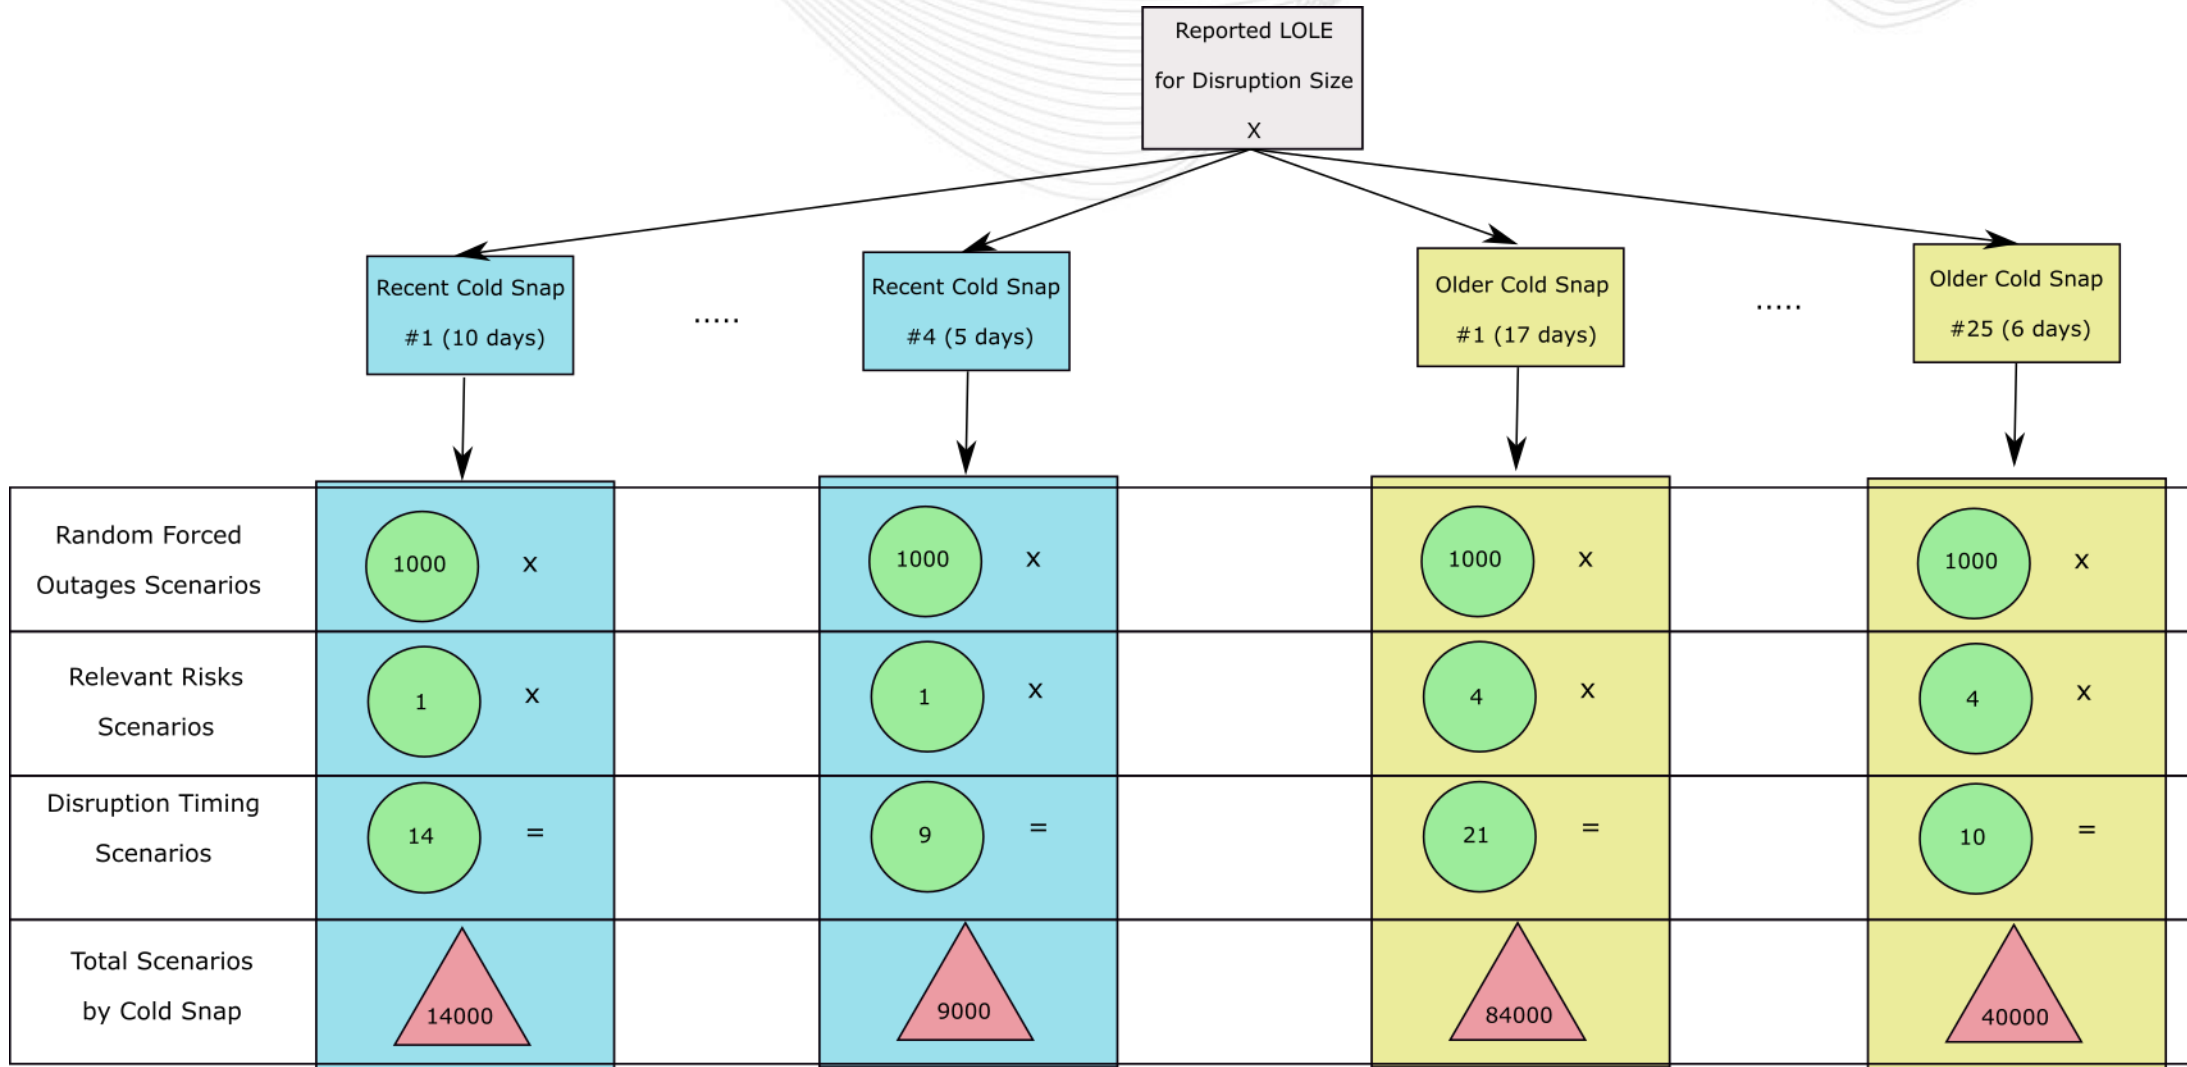 Reported LOLE
for Disruption Size
X
Recent Cold Snap
#1 (10 days)
.....
Recent Cold Snap
#4 (5 days)
Older Cold Snap
#1 (17 days)
.....
Older Cold Snap
#25 (6 days)
Random Forced
Outages Scenarios
1000 x
1000 x
1000 x
1000 x
Relevant Risks
Scenarios
1 x
1 x
4 x
4 x
Disruption Timing
Scenarios
14 =
9 =
21 =
10 =
Total Scenarios
by Cold Snap
14000
9000
84000
40000